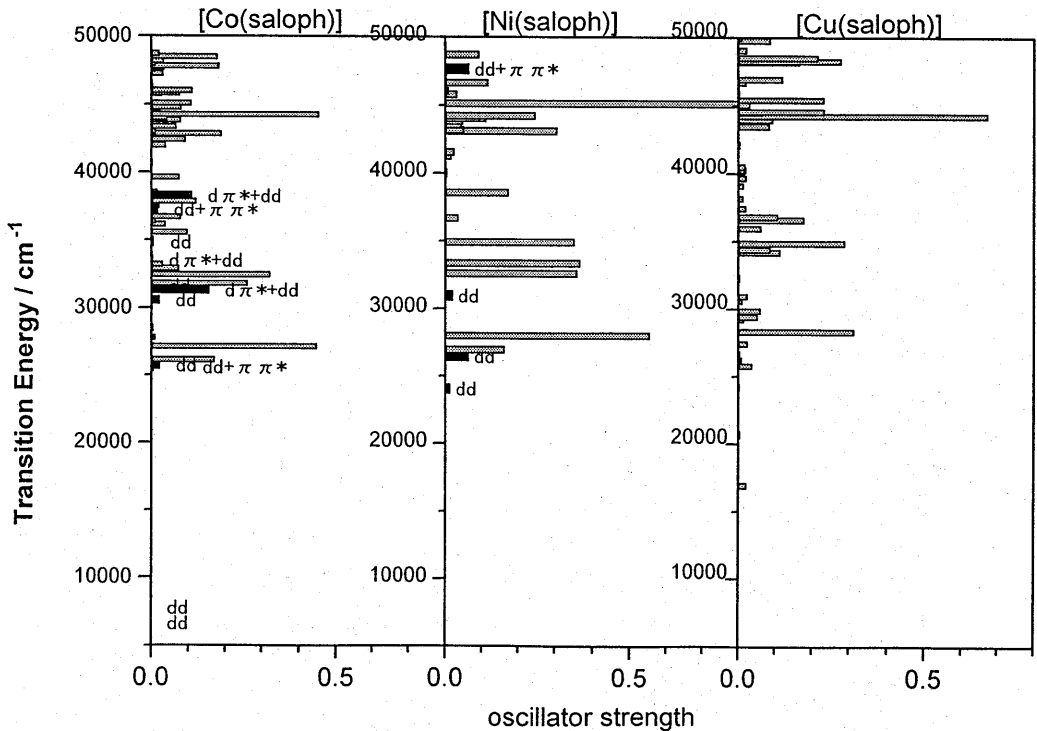 [Co(saloph)] [Ni(saloph)] [Cu(saloph)]
Transition Energy / cm⁻¹
50000
40000
30000
20000
10000
0.0 0.5
dπ*+dd
dd+ππ*
dd
dπ*+dd
dπ*+dd
dd
dd dd+ππ*
dd
dd
50000
40000
30000
20000
10000
0.0 0.5
dd+ππ*
dd
dd
dd
50000
40000
30000
20000
10000
0.0 0.5
oscillator strength